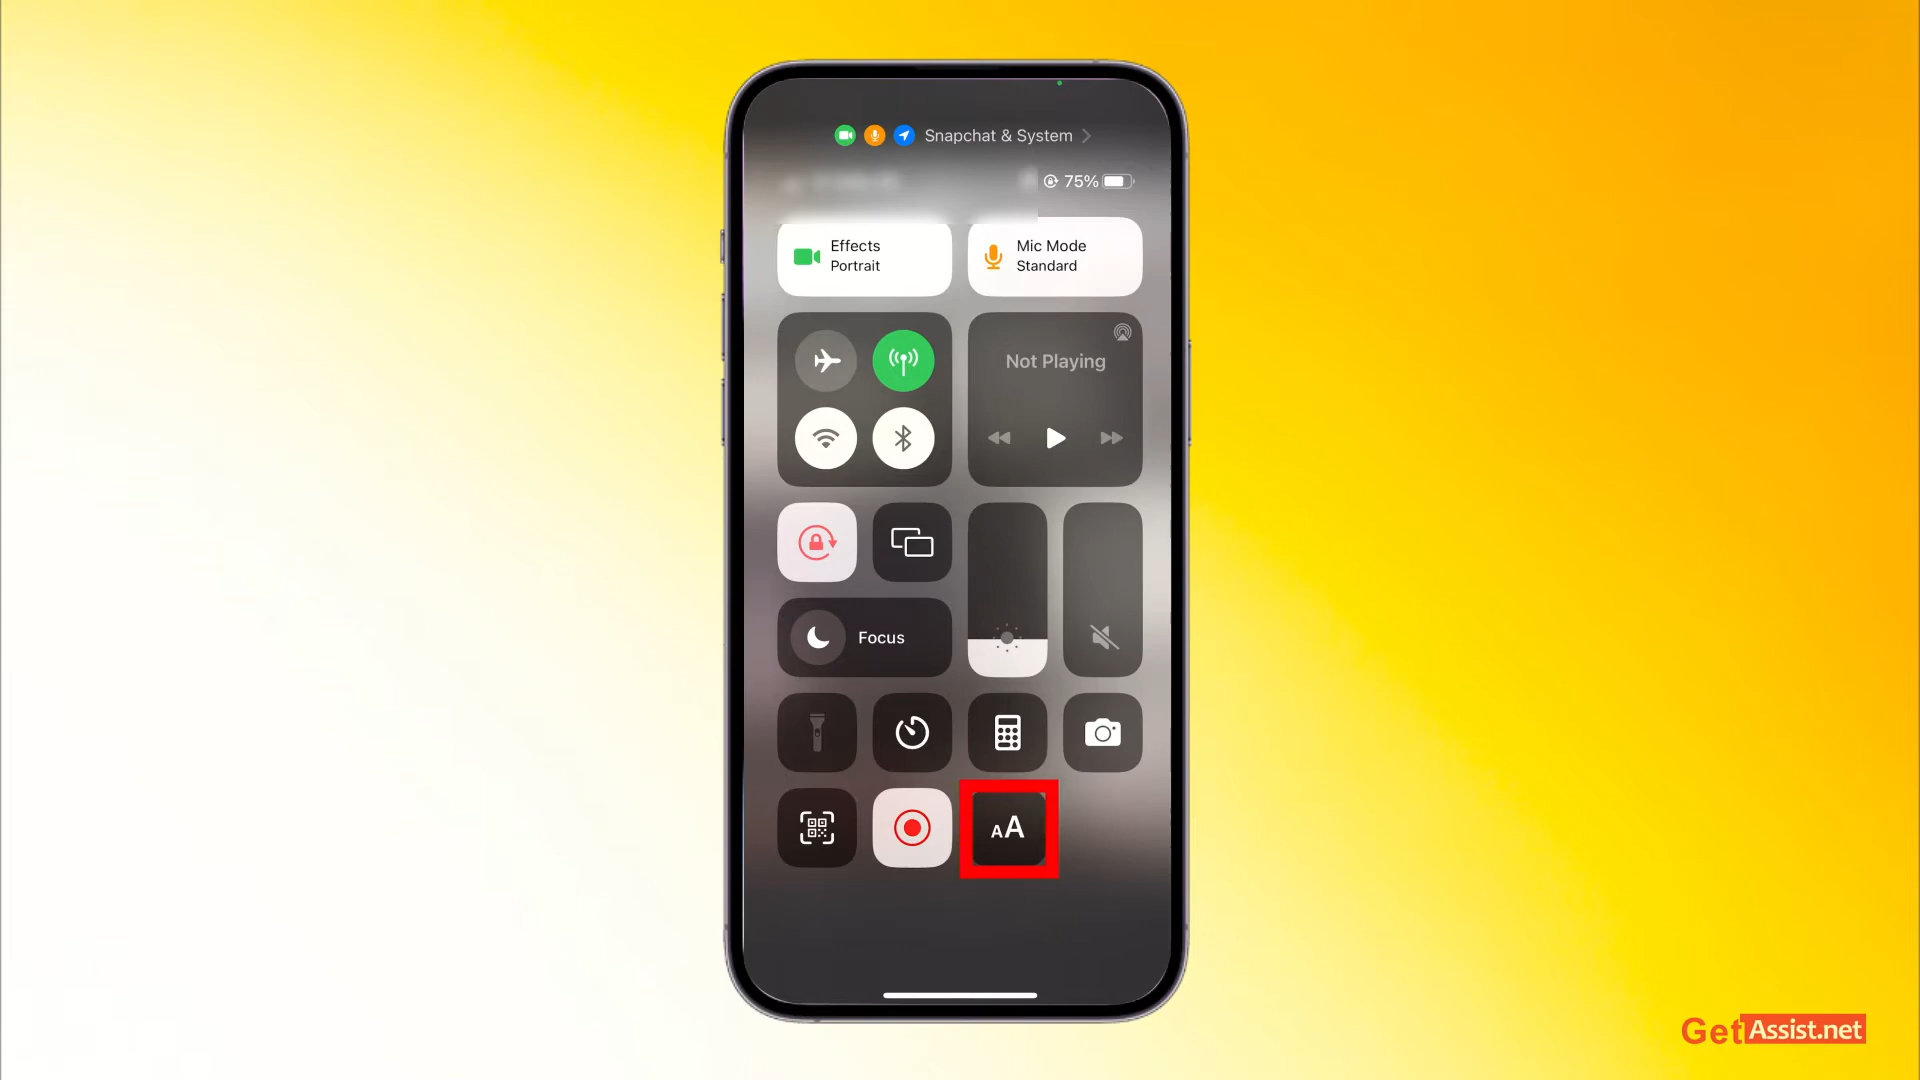 Snapchat & System
75%
Effects
Portrait
Mic Mode
Standard
Not Playing
Focus
AA
GetAssist.net